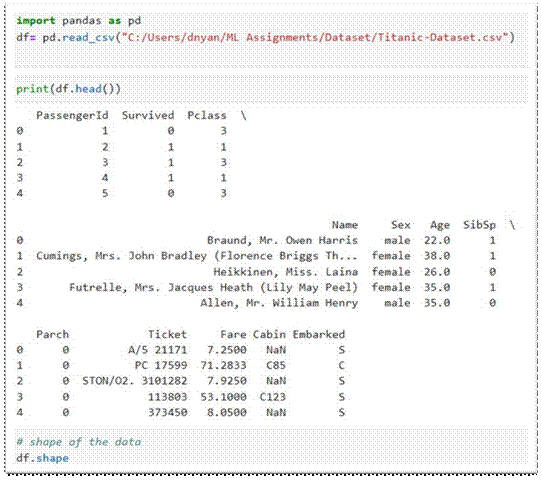 import pandas as pd
df= pd.read_csv("C:/Users/dnyan/ML Assignments/Dataset/Titanic-Dataset.csv")
print(df.head())
PassengerId Survived Pclass \
0 1 0 3
1 2 1 1
2 3 1 3
3 4 1 1
4 5 0 3
Name Sex Age SibSp \
0 Braund, Mr. Owen Harris male 22.0 1
1 Cumings, Mrs. John Bradley (Florence Briggs Th... female 38.0 1
2 Heikkinen, Miss. Laina female 26.0 0
3 Futrelle, Mrs. Jacques Heath (Lily May Peel) female 35.0 1
4 Allen, Mr. William Henry male 35.0 0
Parch Ticket Fare Cabin Embarked
0 0 A/5 21171 7.2500 NaN S
1 0 PC 17599 71.2833 C85 C
2 0 STON/O2. 3101282 7.9250 NaN S
3 0 113803 53.1000 C123 S
4 0 373450 8.0500 NaN S
# shape of the data
df.shape